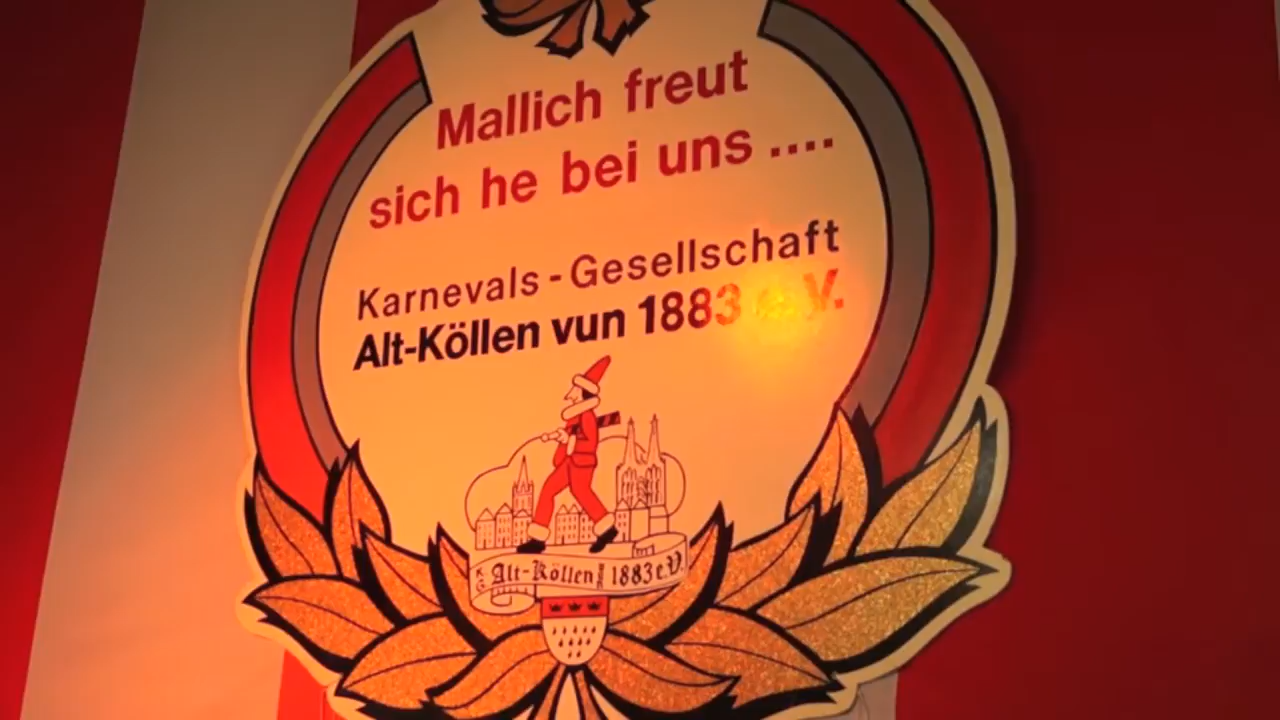 Mallich freut
sich he bei uns ....
Karnevals-Gesellschaft
Alt-Köllen vun 1883 e.V.
K.G. Alt-Köllen 1883 e.V.